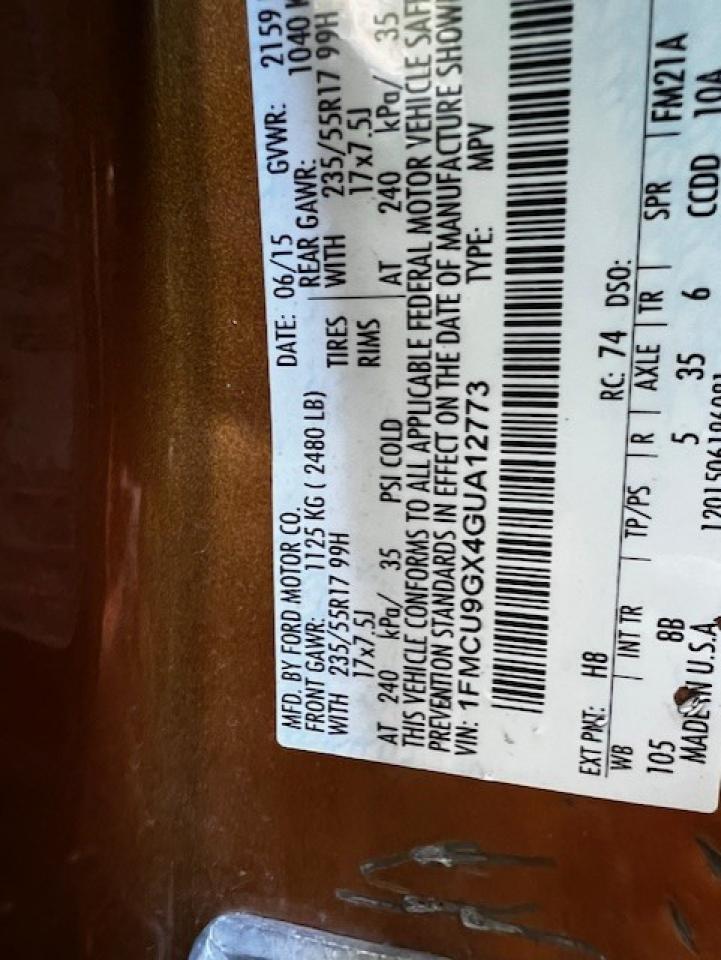 MFD. BY FORD MOTOR CO. DATE: 06/15 GVWR: 2159
FRONT GAWR: 1125 KG ( 2480 LB) REAR GAWR: 1040
WITH 235/55R17 99H TIRES WITH 235/55R17 99H
17x7.5J RIMS 17x7.5J
AT 240 kPa/ 35 PSI COLD AT 240 kPa/ 35
THIS VEHICLE CONFORMS TO ALL APPLICABLE FEDERAL MOTOR VEHICLE
PREVENTION STANDARDS IN EFFECT ON THE DATE OF MANUFACTURE
VIN: 1FMCU9GX4GUA12773 TYPE: MPV
EXT PNT: H8 RC: 74 DSO:
WB INT TR TP/PS R AXLE TR SPR FM21A
105 8B 5 35 6 CCDD 10A
MADE IN U.S.A.